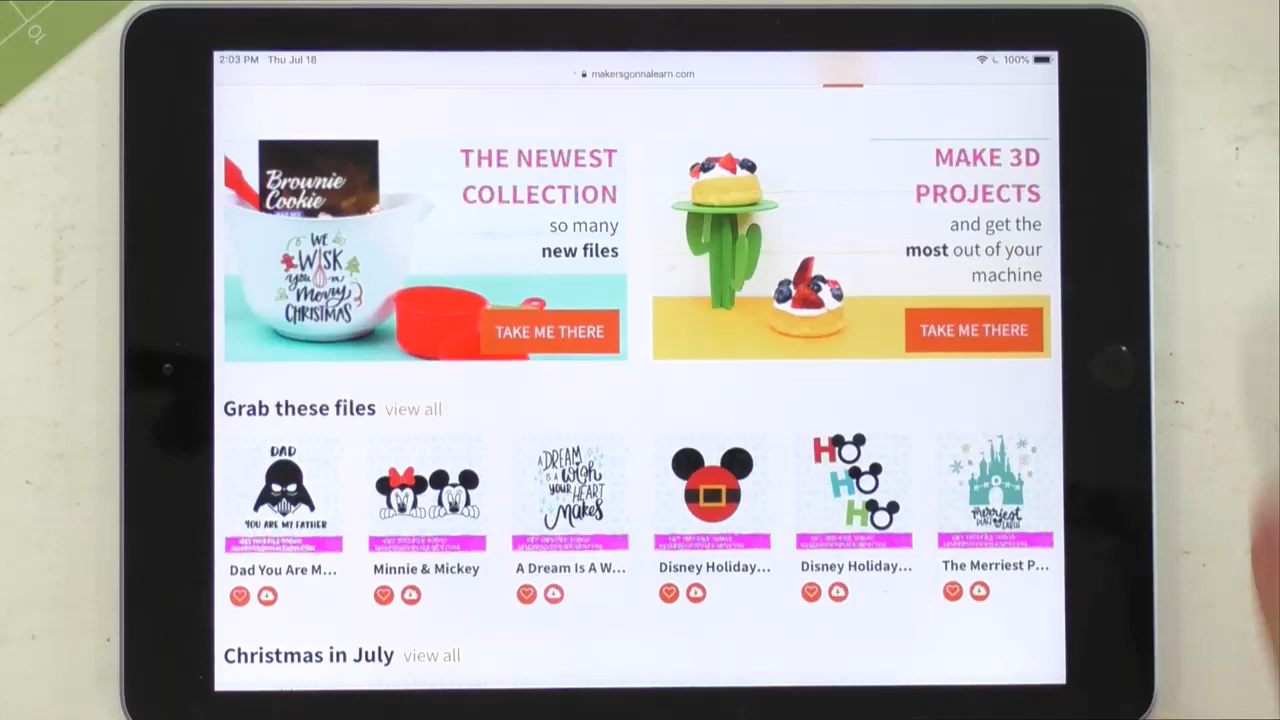 10
2:03 PM Thu Jul 18
100%
makersgonnalearn.com
Brownie
Cookie
WE
WISK
you a
Merry
CHRISTMAS
THE NEWEST
COLLECTION
so many
new files
TAKE ME THERE
MAKE 3D
PROJECTS
and get the
most out of your
machine
TAKE ME THERE
Grab these files view all
DAD
YOU ARE MY FATHER
Dad You Are M...
Minnie & Mickey
A DREAM
IS A WISH
YOUR HEART
Makes
A Dream Is A W...
Disney Holiday...
HO
HO
HO
Disney Holiday...
merriest
PLACE ON EARTH
The Merriest P...
Christmas in July view all